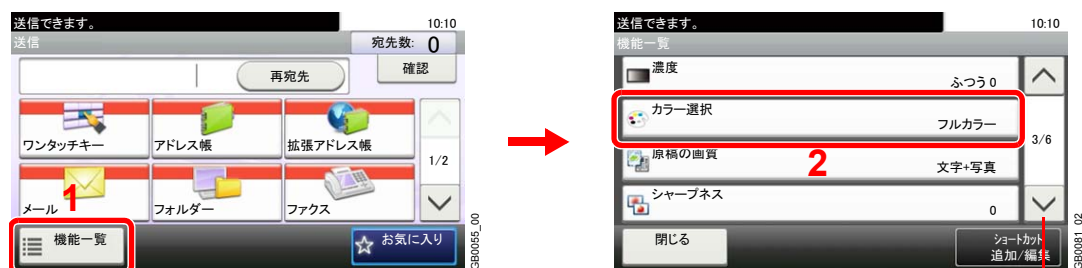 送信できます。
10:10
送信
宛先数: 0
再宛先
確認
ワンタッチキー
アドレス帳
拡張アドレス帳
1/2
メール
フォルダー
ファクス
1
機能一覧
お気に入り
GB0055_00
送信できます。
10:10
機能一覧
濃度
ふつう 0
カラー選択
フルカラー
3/6
原稿の画質
文字+写真
2
シャープネス
0
閉じる
ショートカット
追加/編集
GB0081_02